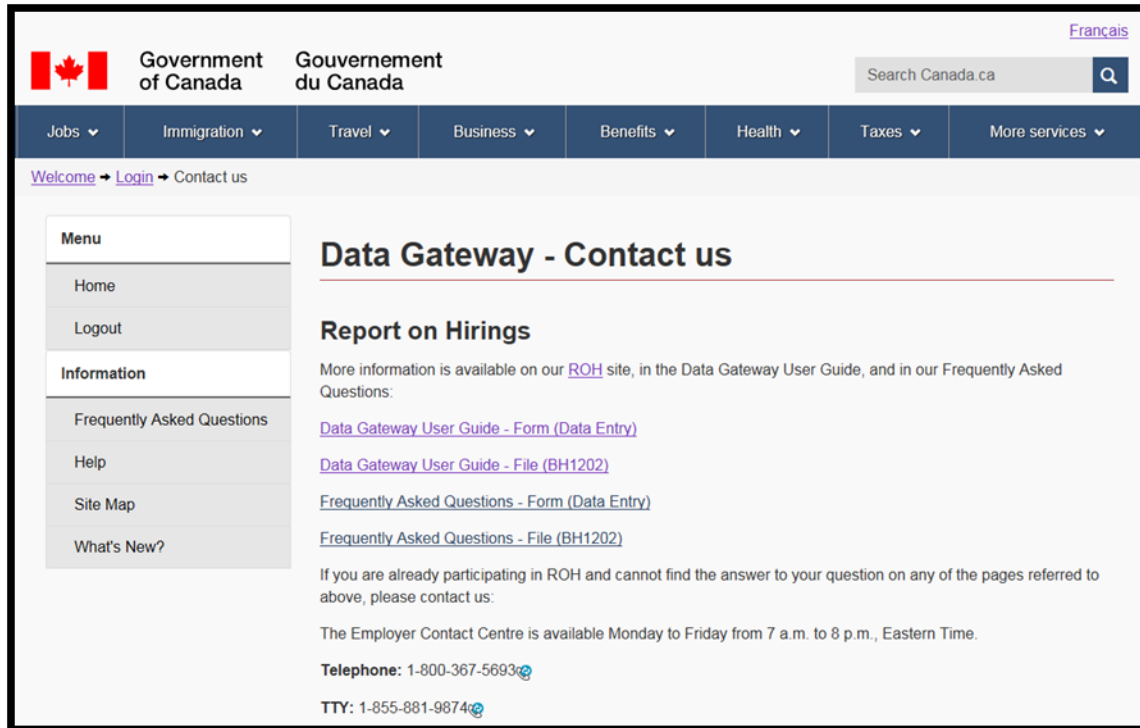 Français
Government of Canada
Gouvernement du Canada
Search Canada.ca
Jobs Immigration Travel Business Benefits Health Taxes More services
Welcome ➔ Login ➔ Contact us
Menu
Home
Logout
Information
Frequently Asked Questions
Help
Site Map
What's New?
Data Gateway - Contact us
Report on Hirings
More information is available on our ROH site, in the Data Gateway User Guide, and in our Frequently Asked
Questions:
Data Gateway User Guide - Form (Data Entry)
Data Gateway User Guide - File (BH1202)
Frequently Asked Questions - Form (Data Entry)
Frequently Asked Questions - File (BH1202)
If you are already participating in ROH and cannot find the answer to your question on any of the pages referred to
above, please contact us:
The Employer Contact Centre is available Monday to Friday from 7 a.m. to 8 p.m., Eastern Time.
Telephone: 1-800-367-5693
TTY: 1-855-881-9874